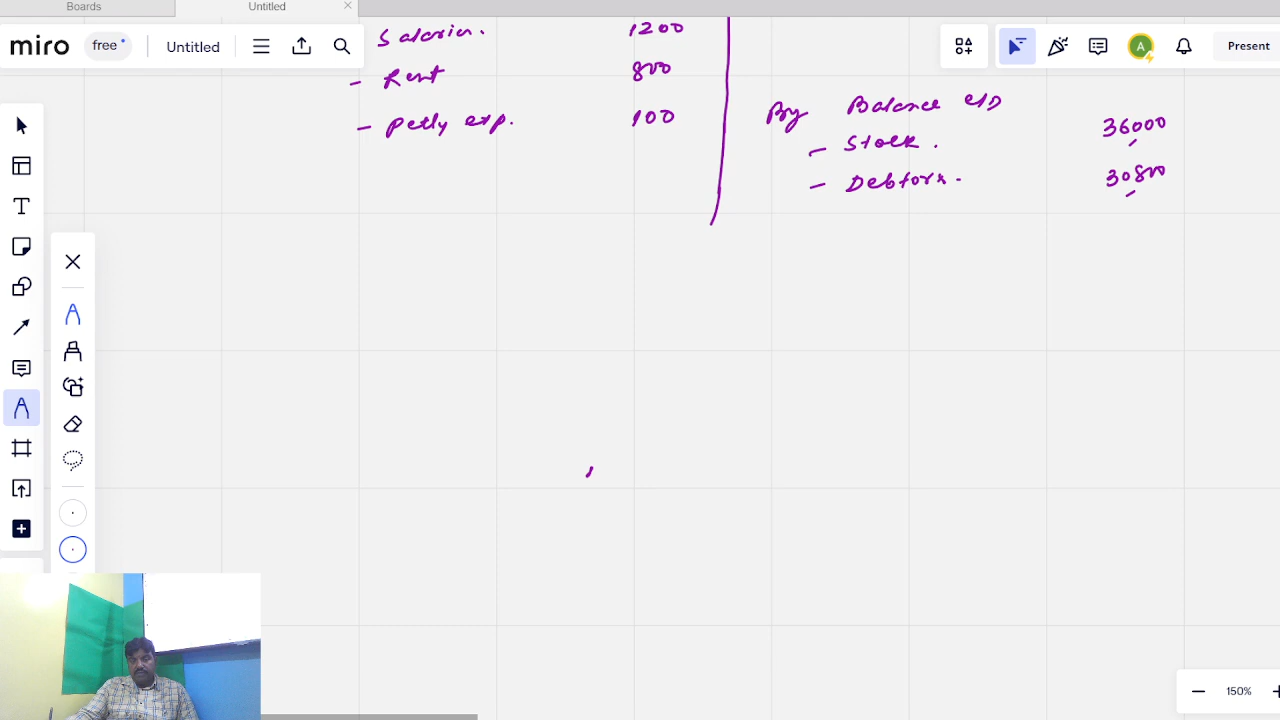 Boards
Untitled
miro
free
Untitled
Present
Salaries. 1200
- Rent 800
- Petty exp. 100
By Balance c/D
- Stock. 36000
- Debtors. 30800
150%